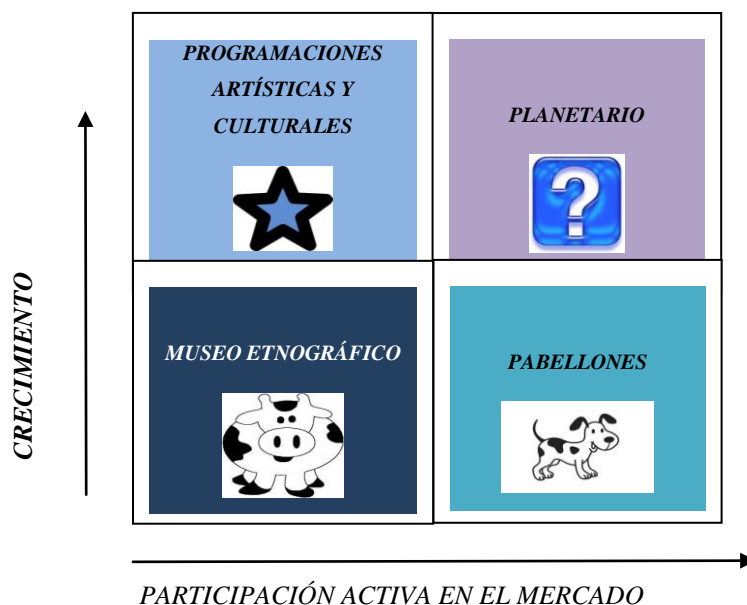 PROGRAMACIONES
ARTÍSTICAS Y
CULTURALES
PLANETARIO
?
MUSEO ETNOGRÁFICO
PABELLONES
CRECIMIENTO
PARTICIPACIÓN ACTIVA EN EL MERCADO